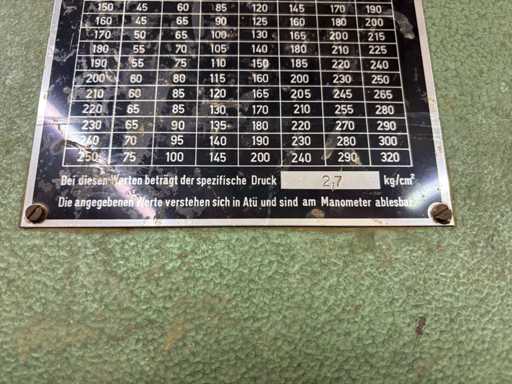 150 45 60 85 120 145 170 190
160 45 65 90 125 160 180 200
170 50 65 100 130 165 200 215
180 55 70 105 140 180 210 225
190 55 75 110 150 185 220 240
200 60 80 115 160 200 230 250
210 60 85 120 165 205 245 265
220 65 85 130 170 210 255 280
230 65 90 135 180 220 270 290
240 70 95 140 190 230 280 300
250 75 100 145 200 240 290 320
Bei diesen Werten beträgt der spezifische Druck 2,7 kg/cm²
Die angegebenen Werte verstehen sich in Atü und sind am Manometer ablesbar